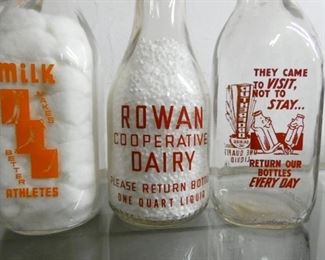 milk
MAKES
BETTER
ATHLETES
ROWAN
COOPERATIVE
DAIRY
PLEASE RETURN
ONE QUART LIQUID
THEY CAME
TO VISIT,
NOT TO
STAY...
RETURN OUR
BOTTLES
EVERY DAY